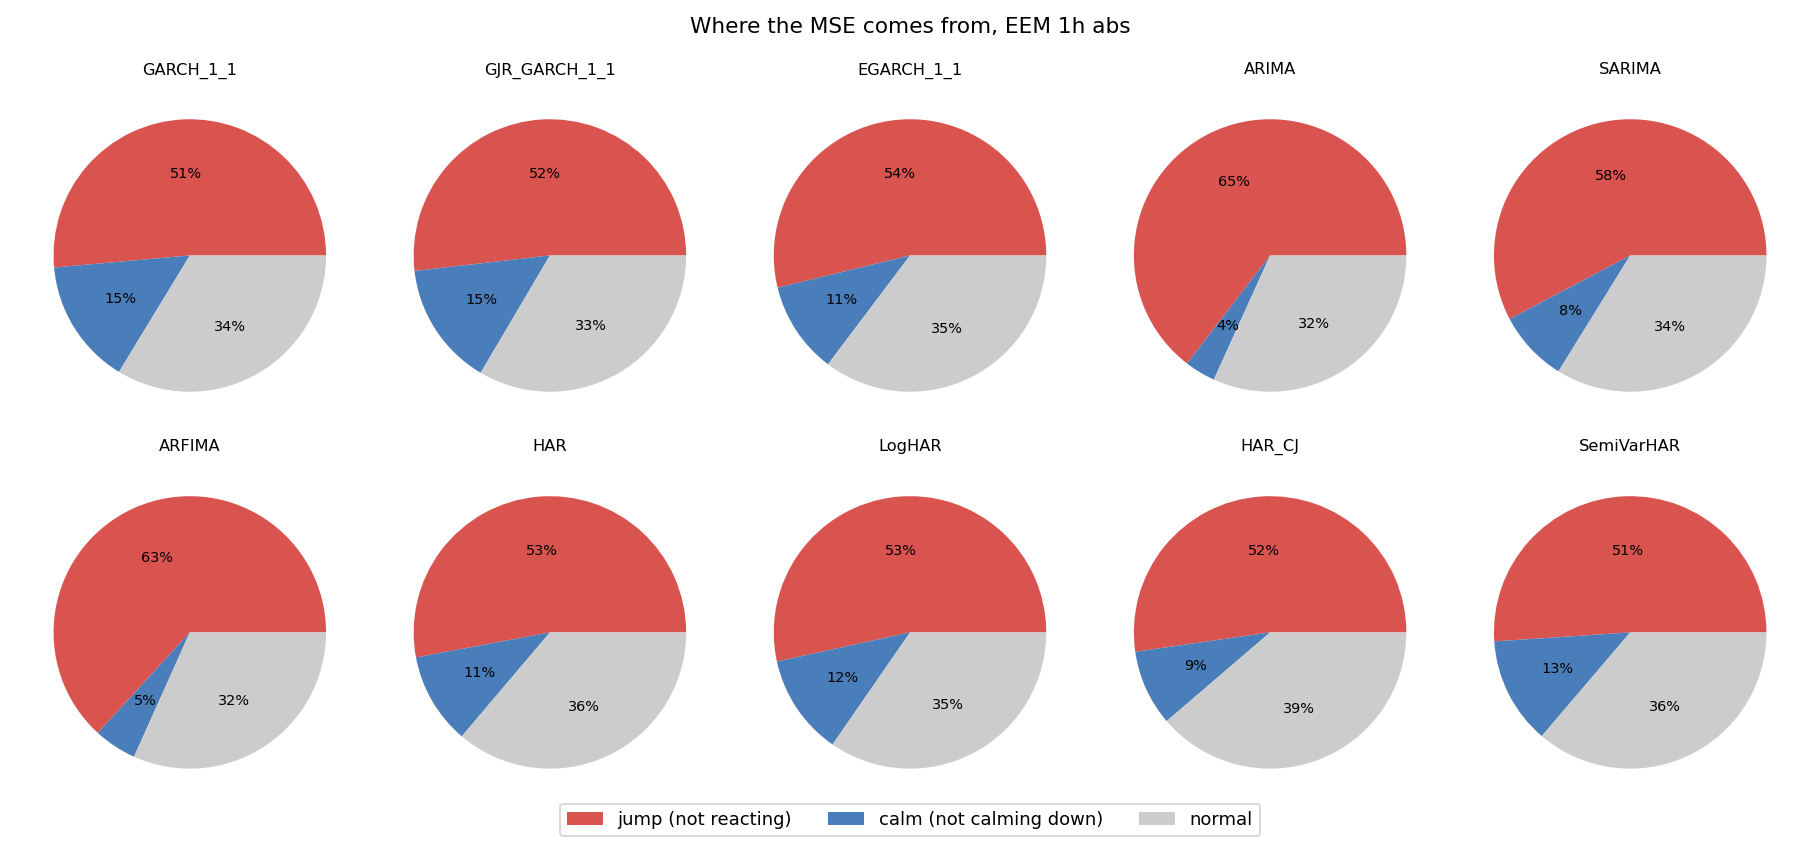 Where the MSE comes from, EEM 1h abs
GARCH_1_1
GJR_GARCH_1_1
EGARCH_1_1
ARIMA
SARIMA
51%
15%
34%
52%
15%
33%
54%
11%
35%
65%
4%
32%
58%
8%
34%
ARFIMA
HAR
LogHAR
HAR_CJ
SemiVarHAR
63%
5%
32%
53%
11%
36%
53%
12%
35%
52%
9%
39%
51%
13%
36%
jump (not reacting)
calm (not calming down)
normal